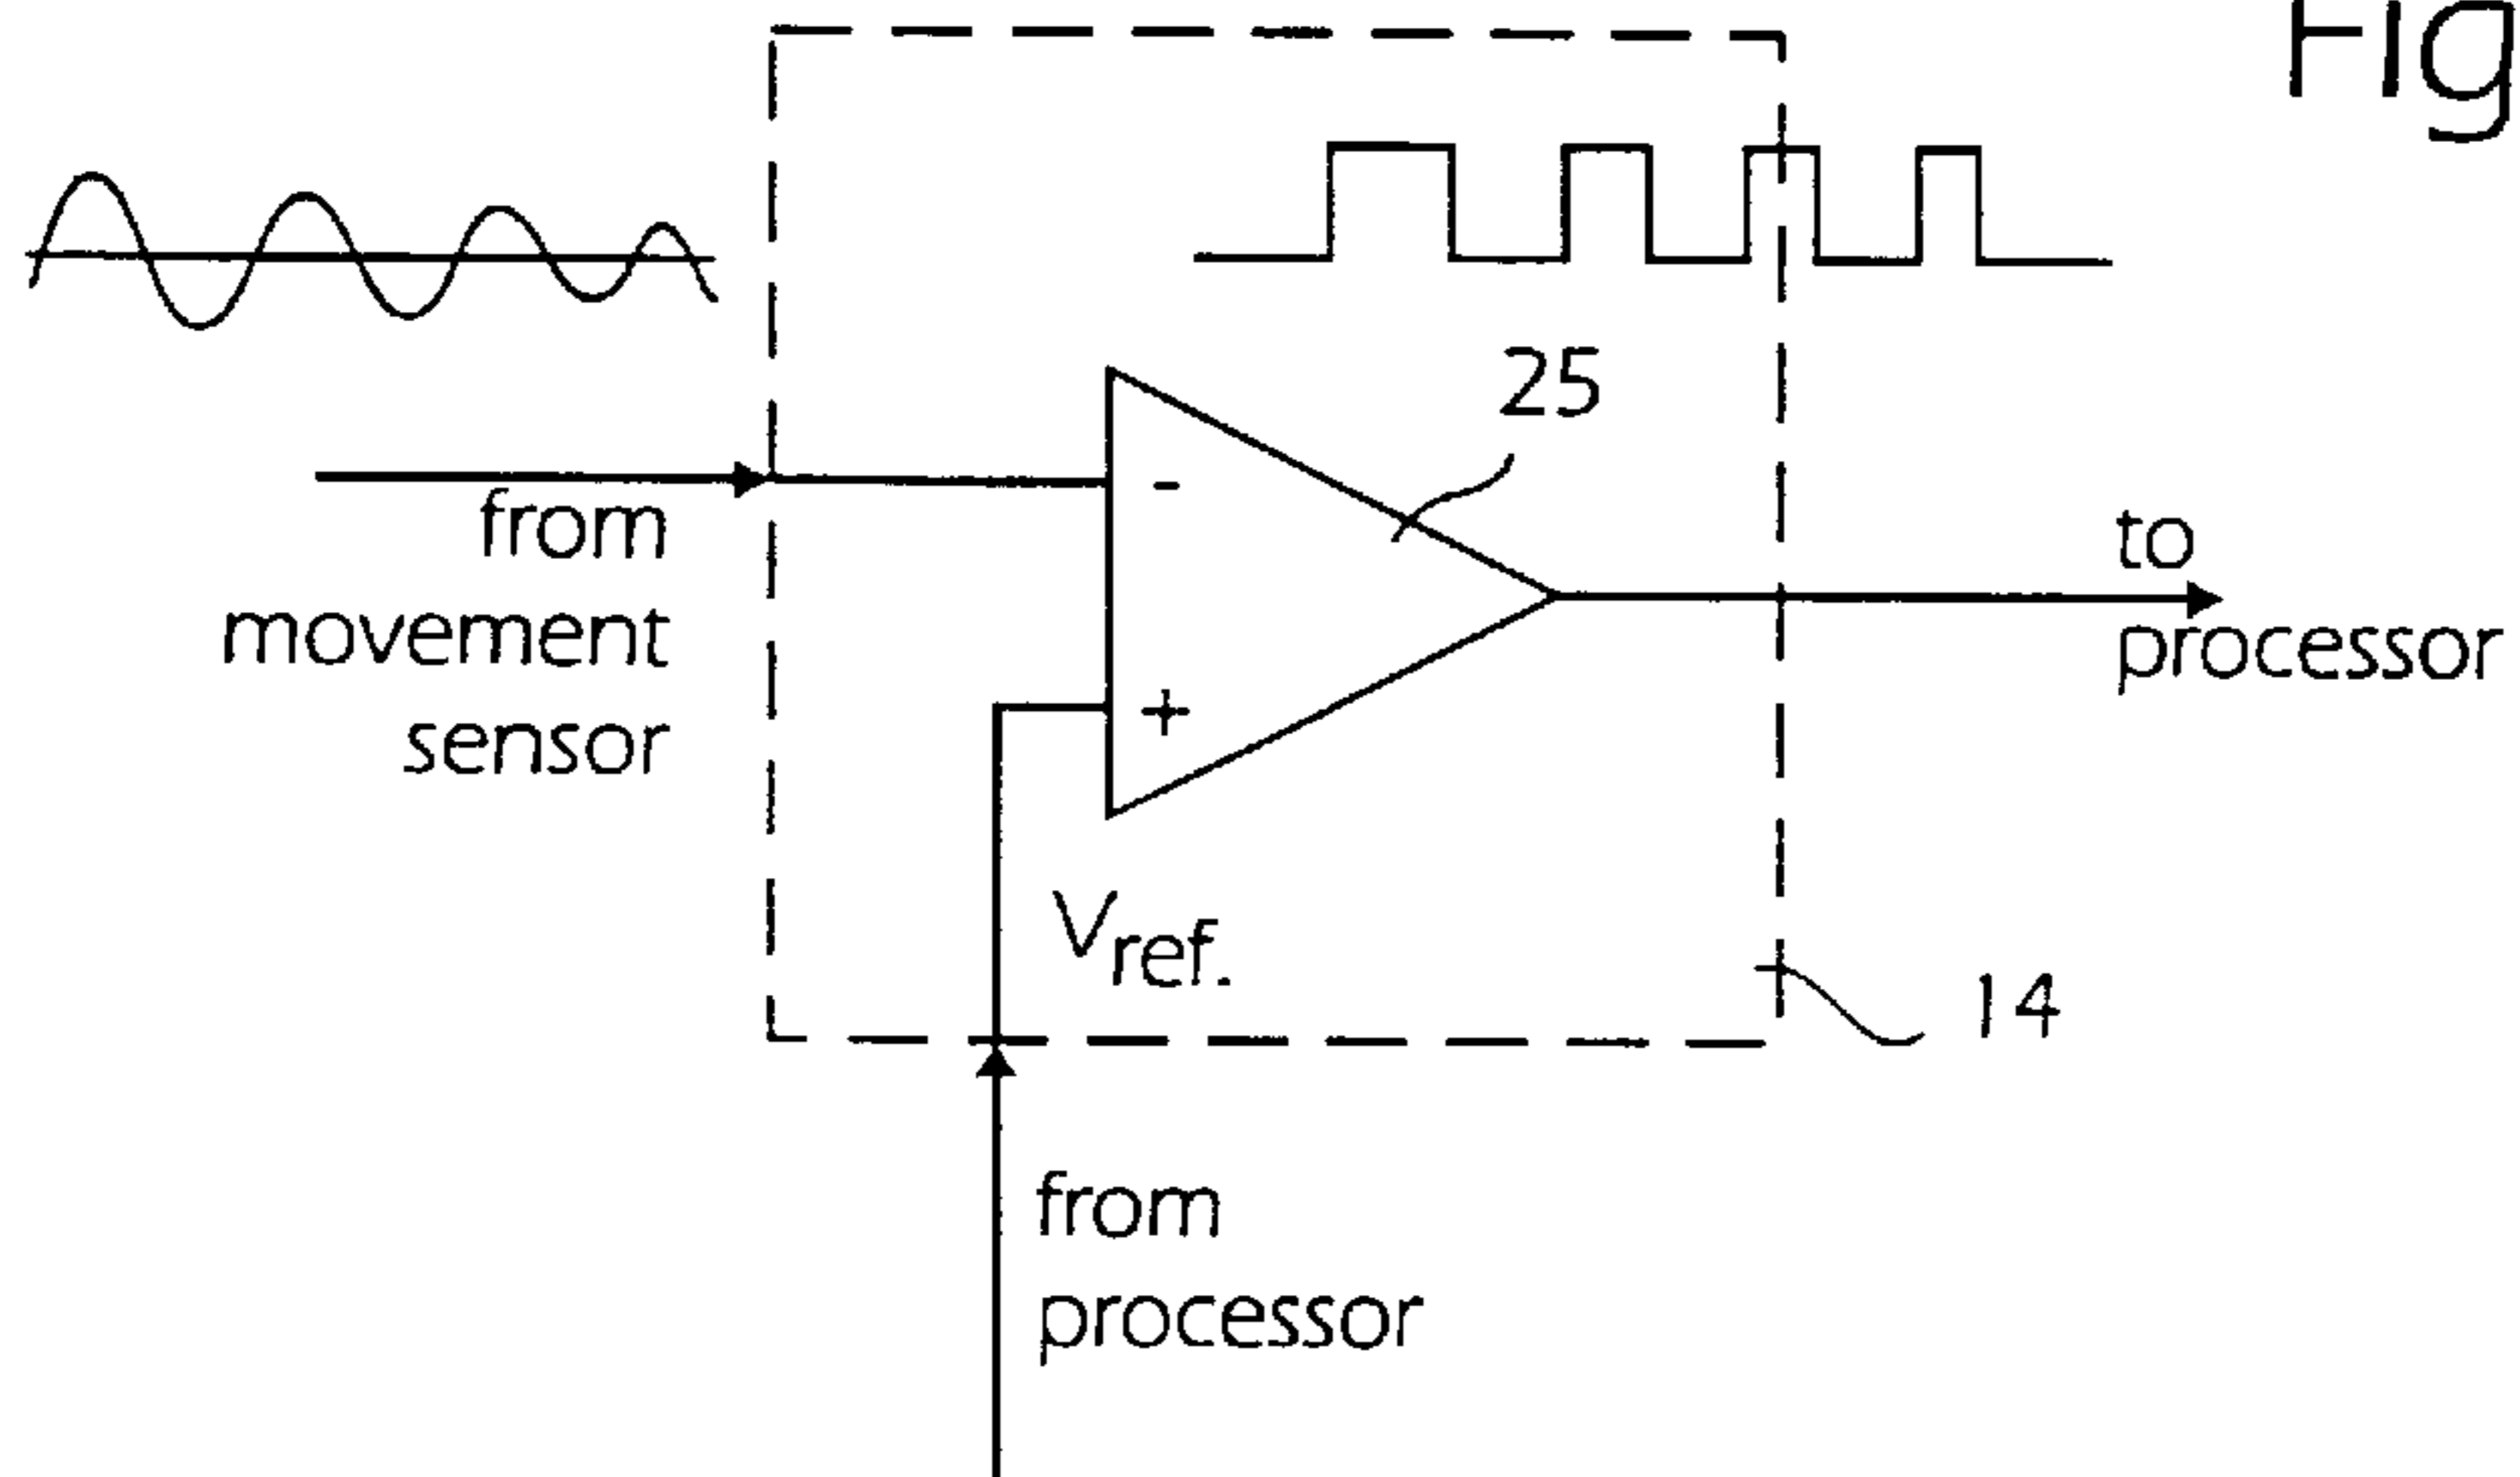 Fig
25
-
+
from
movement
sensor
to
processor
Vref.
14
from
processor